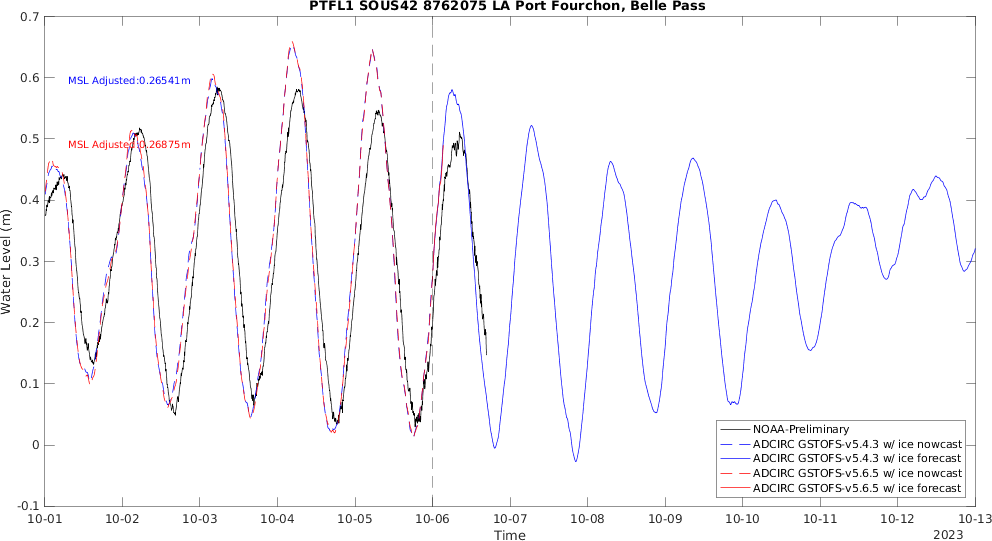 PTFL1 SOUS42 8762075 LA Port Fourchon, Belle Pass
0.7
0.6
0.5
0.4
0.3
0.2
0.1
0
-0.1
Water Level (m)
MSL Adjusted:0.26541m
MSL Adjusted:0.26875m
NOAA-Preliminary
ADCIRC GSTOFS-v5.4.3 w/ ice nowcast
ADCIRC GSTOFS-v5.4.3 w/ ice forecast
ADCIRC GSTOFS-v5.6.5 w/ ice nowcast
ADCIRC GSTOFS-v5.6.5 w/ ice forecast
10-01 10-02 10-03 10-04 10-05 10-06 10-07 10-08 10-09 10-10 10-11 10-12 10-13
Time
2023